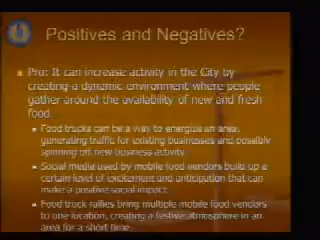 Positives and Negatives?
Pro: It can increase activity in the City by
creating a dynamic environment where people
gather around the availability of new and fresh
food.
Food trucks can be a way to energize an area,
generating traffic for existing businesses and possibly
spinning off new business activity.
Social media used by mobile food vendors build up a
certain level of excitement and anticipation that can
make a positive social impact.
Food truck rallies bring multiple mobile food vendors
to one location, creating a festive atmosphere in an
area for a short time.